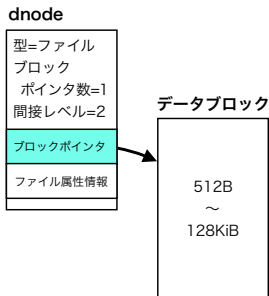 dnode
型=ファイル
ブロック
ポインタ数=1
間接レベル=2
ブロックポインタ
ファイル属性情報
データブロック
512B
～
128KiB